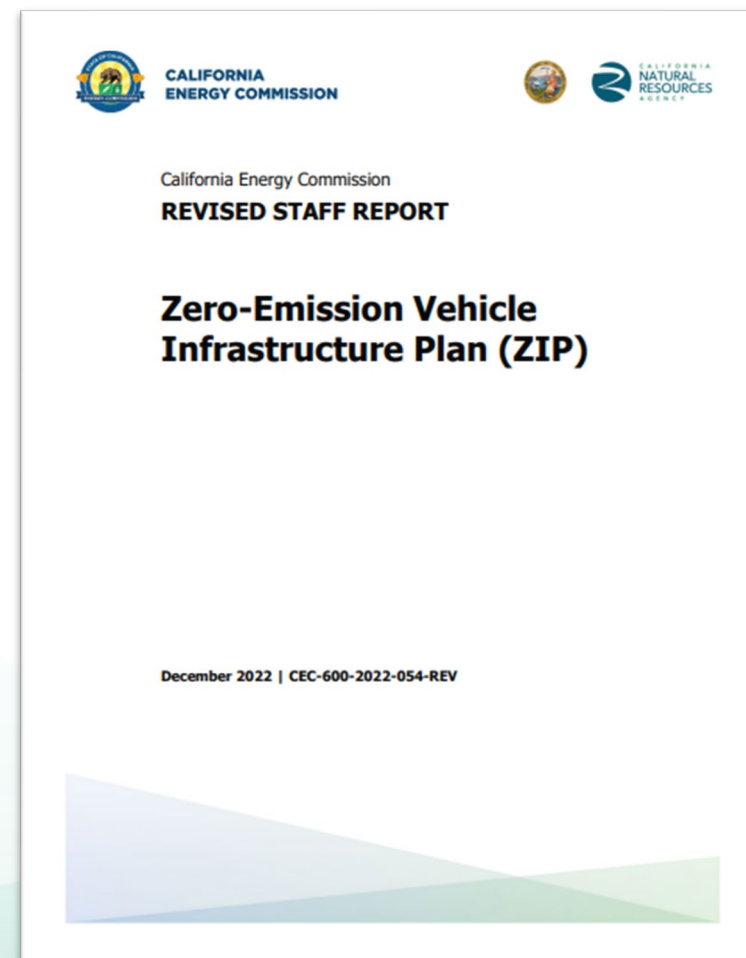 CALIFORNIA
ENERGY COMMISSION
CALIFORNIA
NATURAL
RESOURCES
AGENCY
California Energy Commission
REVISED STAFF REPORT
Zero-Emission Vehicle
Infrastructure Plan (ZIP)
December 2022 | CEC-600-2022-054-REV